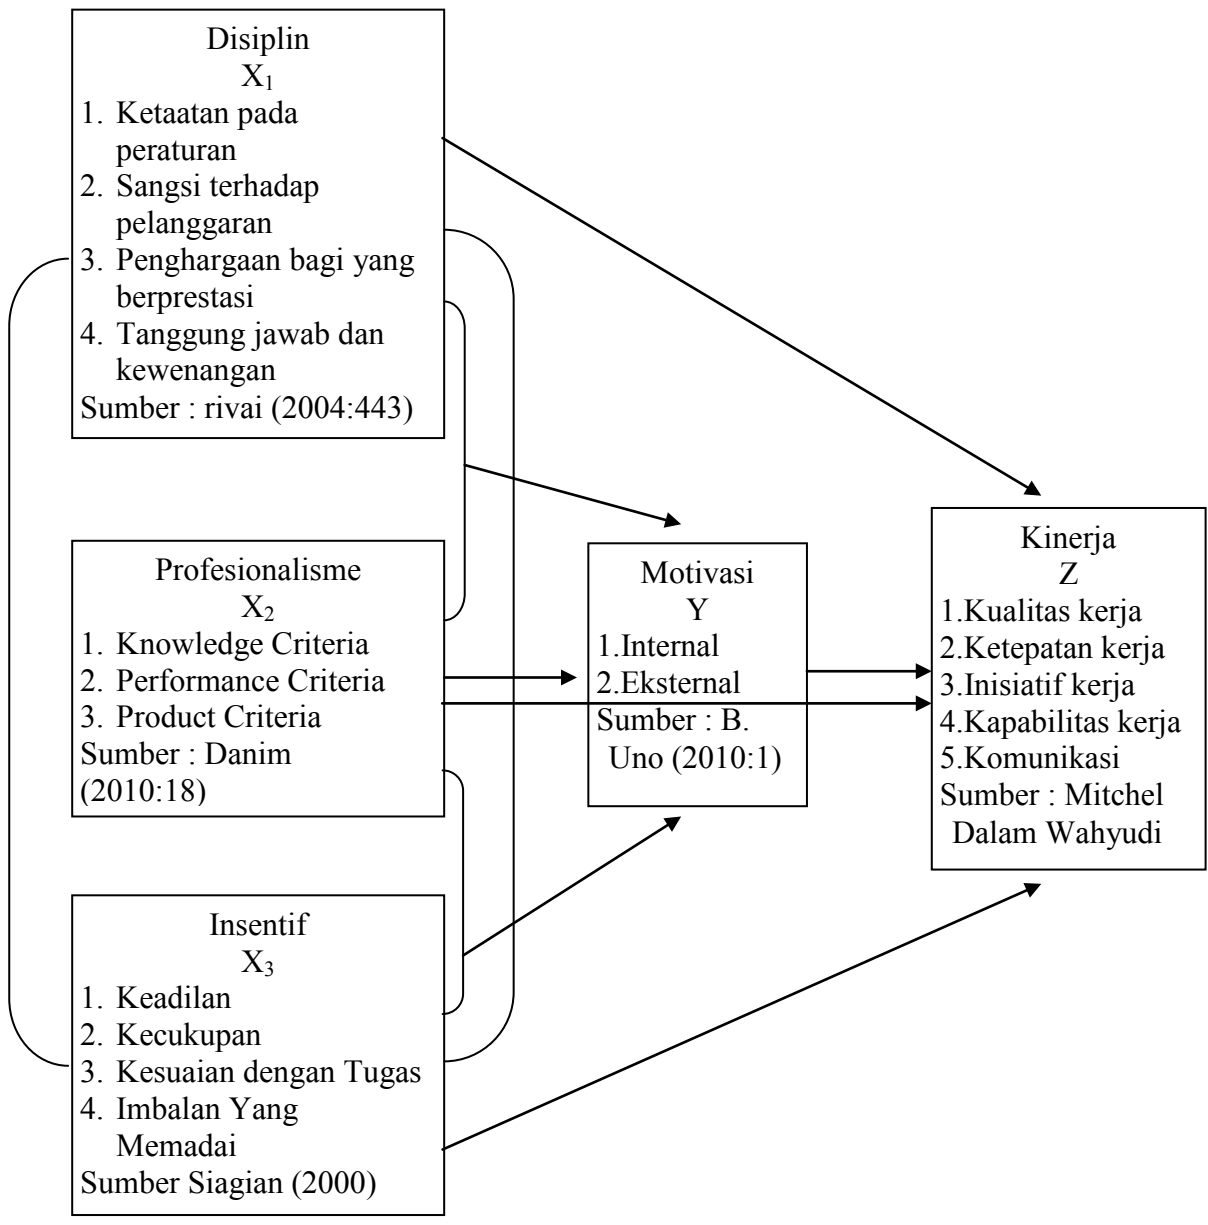 Disiplin
X₁
1. Ketaatan pada
peraturan
2. Sangsi terhadap
pelanggaran
3. Penghargaan bagi yang
berprestasi
4. Tanggung jawab dan
kewenangan
Sumber : rivai (2004:443)
Profesionalisme
X₂
1. Knowledge Criteria
2. Performance Criteria
3. Product Criteria
Sumber : Danim
(2010:18)
Insentif
X₃
1. Keadilan
2. Kecukupan
3. Kesuaian dengan Tugas
4. Imbalan Yang
Memadai
Sumber Siagian (2000)
Motivasi
Y
1.Internal
2.Eksternal
Sumber : B.
Uno (2010:1)
Kinerja
Z
1.Kualitas kerja
2.Ketepatan kerja
3.Inisiatif kerja
4.Kapabilitas kerja
5.Komunikasi
Sumber : Mitchel
Dalam Wahyudi